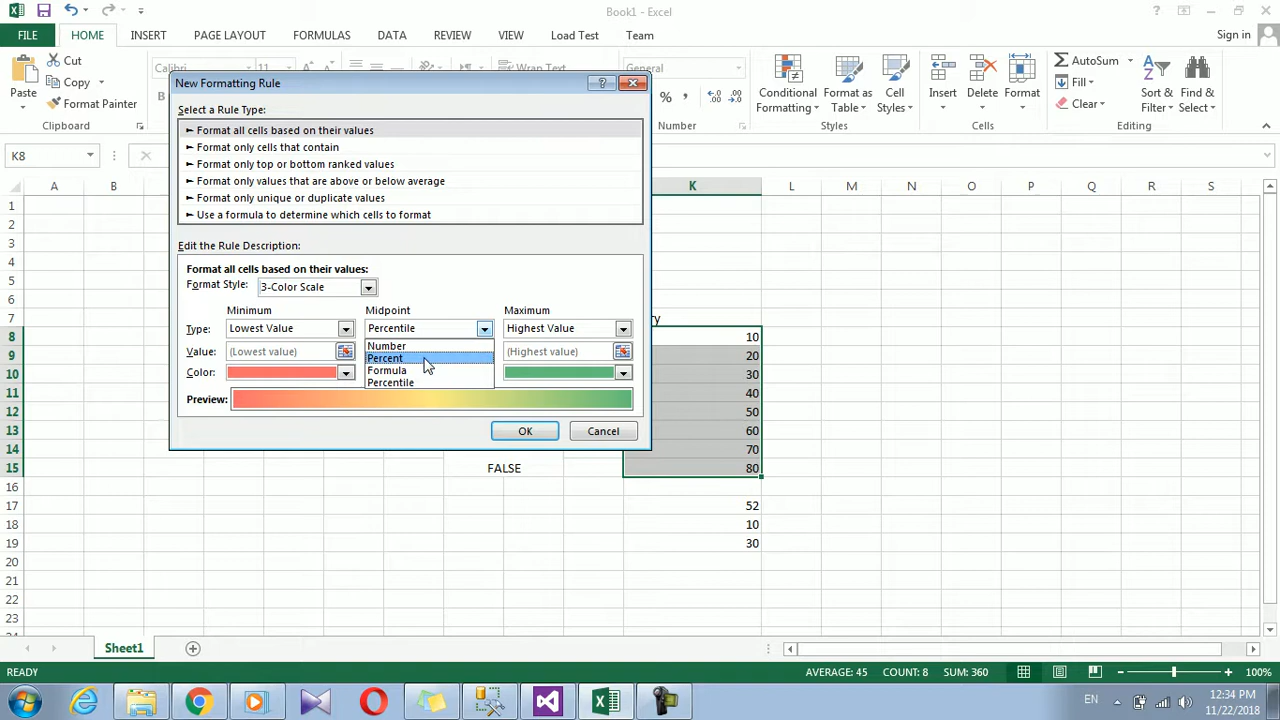 Book1 - Excel
FILE HOME INSERT PAGE LAYOUT FORMULAS DATA REVIEW VIEW Load Test Team Sign in
Cut
Copy
Format Painter
Paste
Clipboard
Calibri 11
Wrap Text
General
Number
Conditional Formatting
Format as Table
Cell Styles
Styles
Insert Delete Format
Cells
AutoSum
Fill
Clear
Sort & Filter
Find & Select
Editing
New Formatting Rule
Select a Rule Type:
► Format all cells based on their values
► Format only cells that contain
► Format only top or bottom ranked values
► Format only values that are above or below average
► Format only unique or duplicate values
► Use a formula to determine which cells to format
Edit the Rule Description:
Format all cells based on their values:
Format Style: 3-Color Scale
Minimum Midpoint Maximum
Type: Lowest Value Percentile Highest Value
Value: (Lowest value) (Highest value)
Color:
Number
Percent
Formula
Percentile
Preview:
OK Cancel
K8
A B K L M N O P Q R S
1
2
3
4
5
6
7
8 10
9 20
10 30
11 40
12 50
13 60
14 70
15 FALSE 80
16
17 52
18 10
19 30
20
21
22
23
Sheet1
READY AVERAGE: 45 COUNT: 8 SUM: 360 100%
EN 12:34 PM
11/22/2018